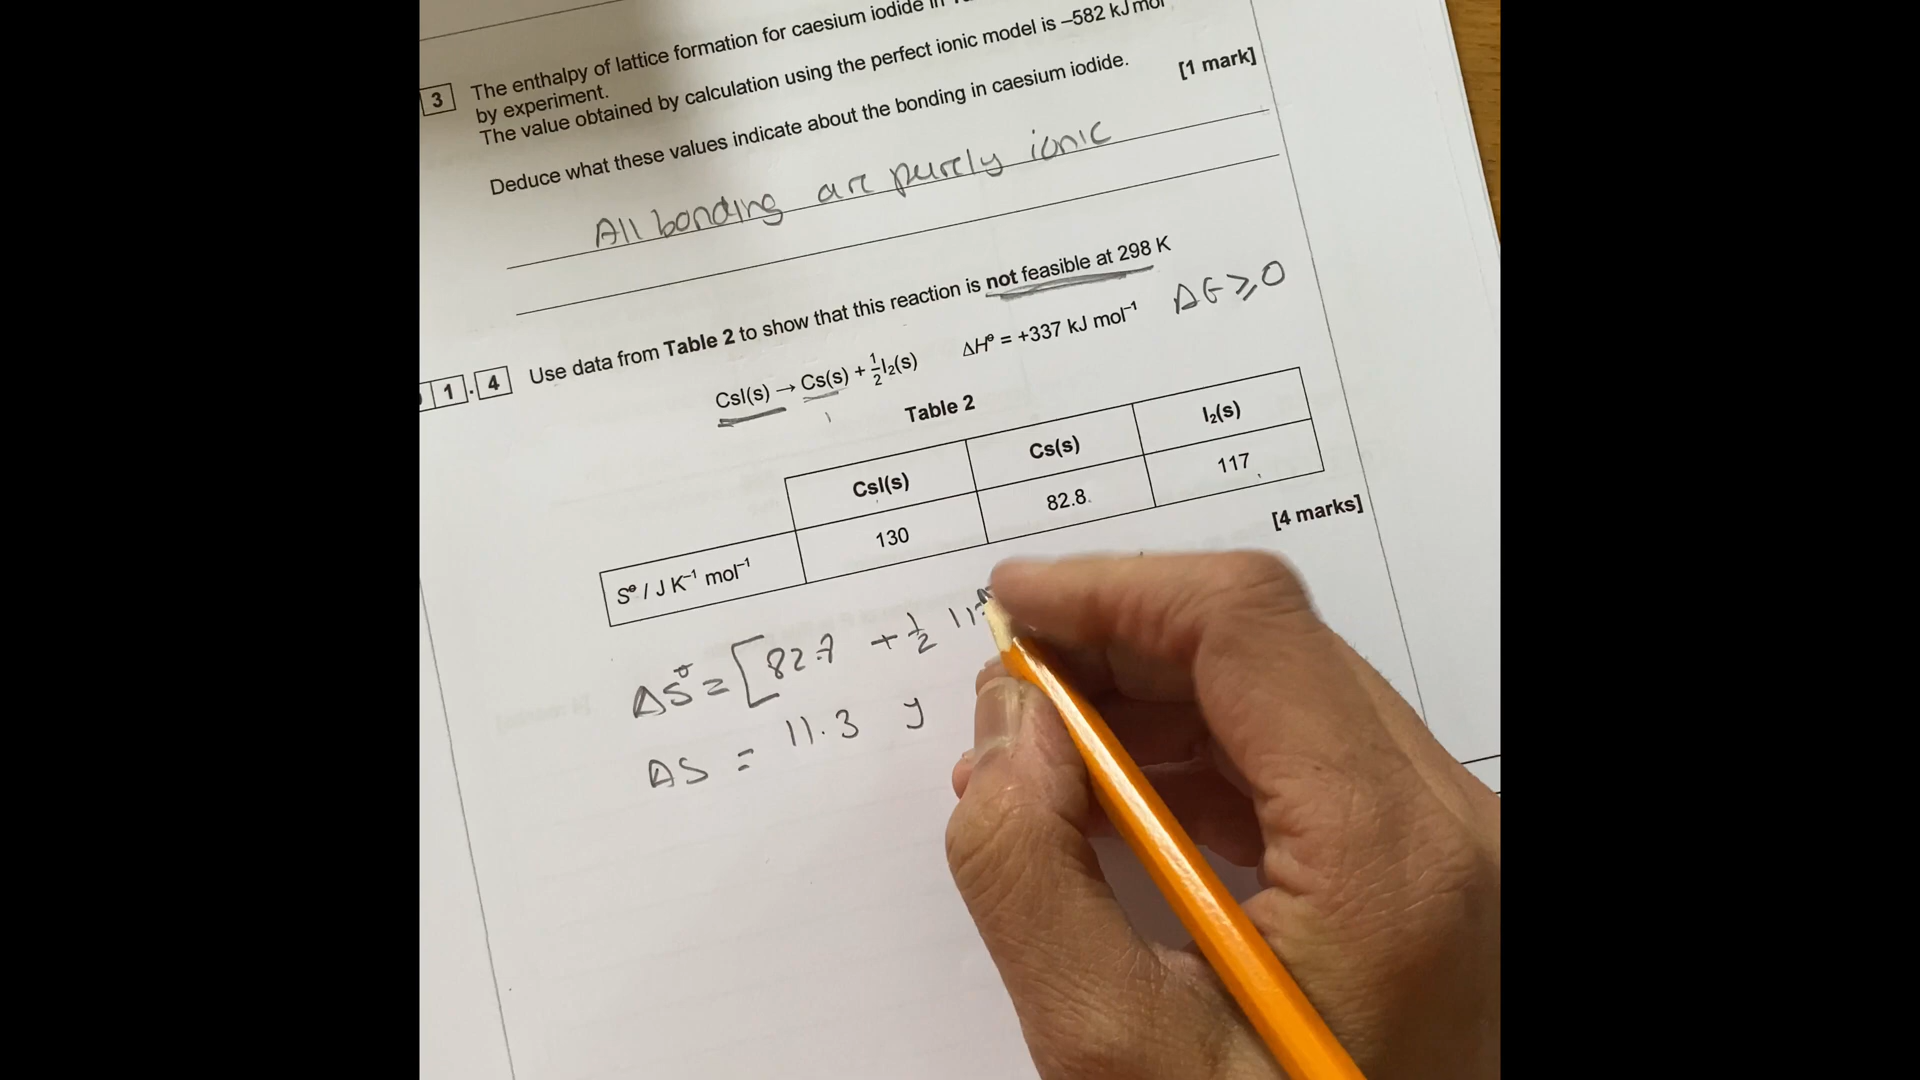 The enthalpy of lattice formation for caesium iodide in
3 by experiment.
The value obtained by calculation using the perfect ionic model is –582 kJ mol
Deduce what these values indicate about the bonding in caesium iodide.
[1 mark]
All bonding are purely ionic
1 . 4 Use data from Table 2 to show that this reaction is not feasible at 298 K
CsI(s) → Cs(s) + ½I₂(s) ΔH⦵ = +337 kJ mol⁻¹ ΔG ⩾ 0
Table 2
CsI(s) Cs(s) I₂(s)
S⦵ / J K⁻¹ mol⁻¹ 130 82.8 117
[4 marks]
ΔS⦵ = [82.7 + ½
ΔS = 11.3 J